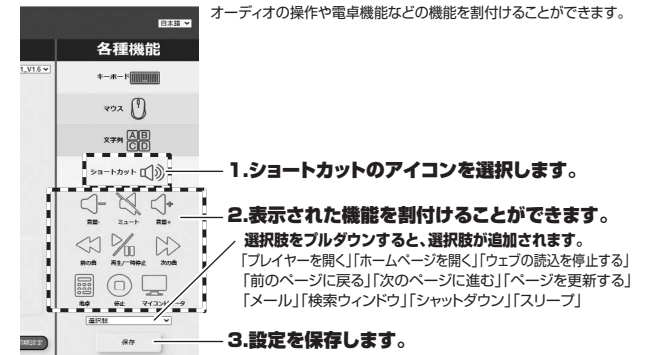 オーディオの操作や電卓機能などの機能を割付けることができます。
日本語
各種機能
1_V1.6
キーボード
マウス
文字列 A B C D
ショートカット
1.ショートカットのアイコンを選択します。
音量- ミュート 音量+
2.表示された機能を割付けることができます。
選択肢をプルダウンすると、選択肢が追加されます。
「プレイヤーを開く」「ホームページを開く」「ウェブの読込を停止する」
「前のページに戻る」「次のページに進む」「ページを更新する」
「メール」「検索ウィンドウ」「シャットダウン」「スリープ」
前の曲 再生/一時停止 次の曲
電卓 停止 マイコンピュータ
選択肢
初期設定
保存
3.設定を保存します。